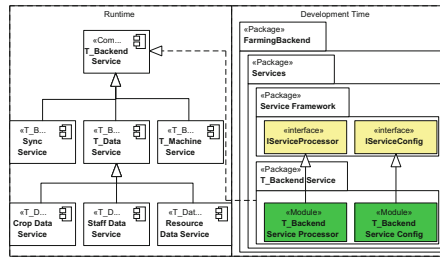 Runtime
Development Time
«Com...
T_Backend
Service
«T_B...
Sync
Service
«T_B...
T_Data
Service
«T_B...
T_Machine
Service
«T_D...
Crop Data
Service
«T_D...
Staff Data
Service
«T_Dat...
Resource
Data Service
«Package»
FarmingBackend
«Package»
Services
«Package»
Service Framework
«interface»
IServiceProcessor
«interface»
IServiceConfig
«Package»
T_Backend Service
«Module»
T_Backend
Service Processor
«Module»
T_Backend
Service Config